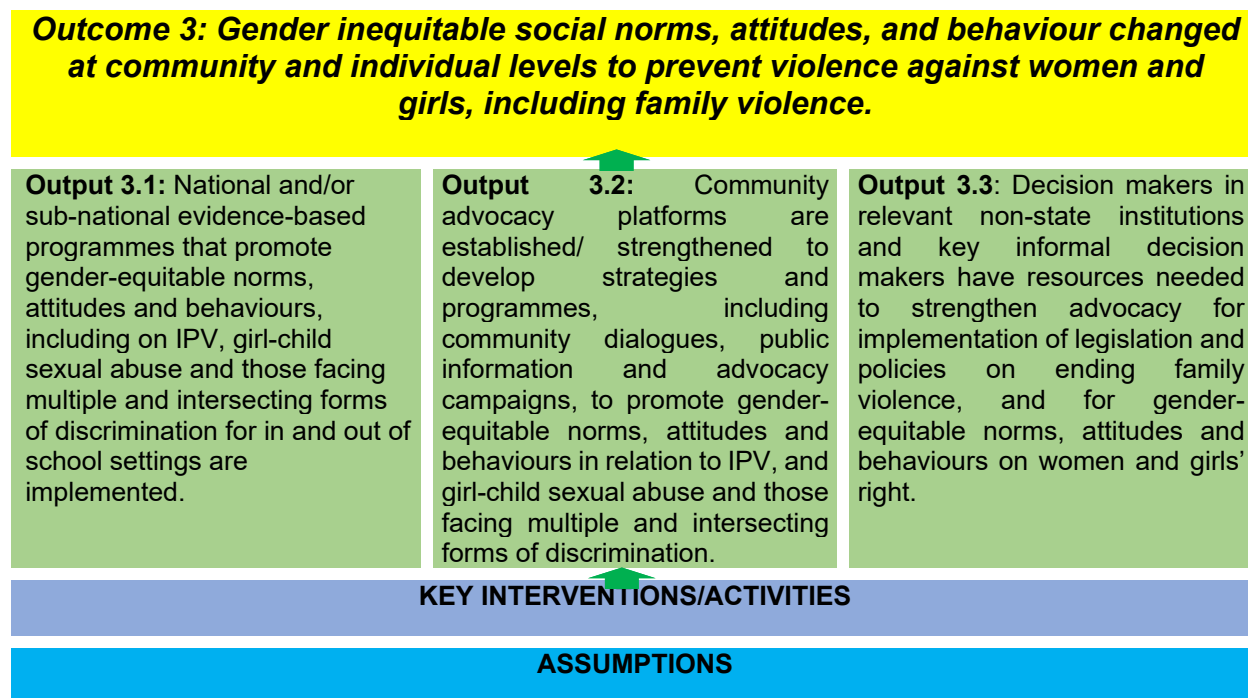 Outcome 3: Gender inequitable social norms, attitudes, and behaviour changed
at community and individual levels to prevent violence against women and
girls, including family violence.
Output 3.1: National and/or
sub-national evidence-based
programmes that promote
gender-equitable norms,
attitudes and behaviours,
including on IPV, girl-child
sexual abuse and those facing
multiple and intersecting forms
of discrimination for in and out of
school settings are
implemented.
Output 3.2: Community
advocacy platforms are
established/ strengthened to
develop strategies and
programmes, including
community dialogues, public
information and advocacy
campaigns, to promote gender-
equitable norms, attitudes and
behaviours in relation to IPV, and
girl-child sexual abuse and those
facing multiple and intersecting
forms of discrimination.
Output 3.3: Decision makers in
relevant non-state institutions
and key informal decision
makers have resources needed
to strengthen advocacy for
implementation of legislation and
policies on ending family
violence, and for gender-
equitable norms, attitudes and
behaviours on women and girls'
right.
KEY INTERVENTIONS/ACTIVITIES
ASSUMPTIONS